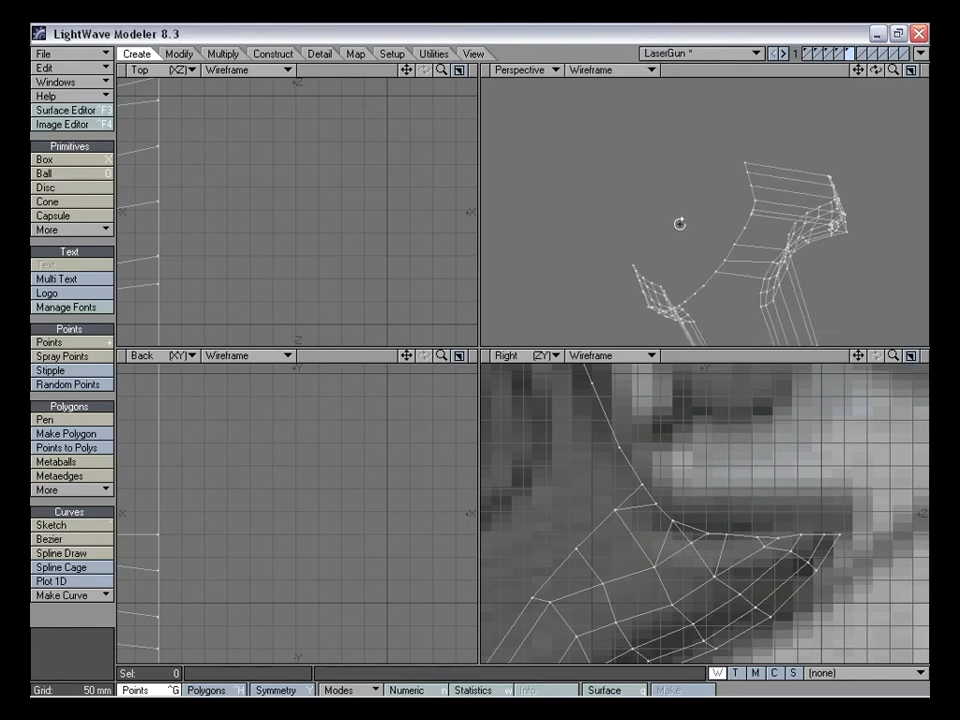 LightWave Modeler 8.3
File Create Modify Multiply Construct Detail Map Setup Utilities View LaserGun * 1
Edit Top (XZ) Wireframe Perspective Wireframe
Windows
Help
Surface Editor F3
Image Editor ^F4
Primitives
Box X
Ball O
Disc
Cone
Capsule
More
Text
Text
Multi Text
Logo
Manage Fonts
Points
Points +
Spray Points
Stipple
Random Points
Back (XY) Wireframe Right (ZY) Wireframe
Polygons
Pen
Make Polygon
Points to Polys
Metaballs
Metaedges
More
Curves
Sketch
Bezier
Spline Draw
Spline Cage
Plot 1D
Make Curve
Sel: 0 W T M C S (none)
Grid: 50 mm Points ^G Polygons ^H Symmetry Y Modes Numeric n Statistics w Info Surface q Make